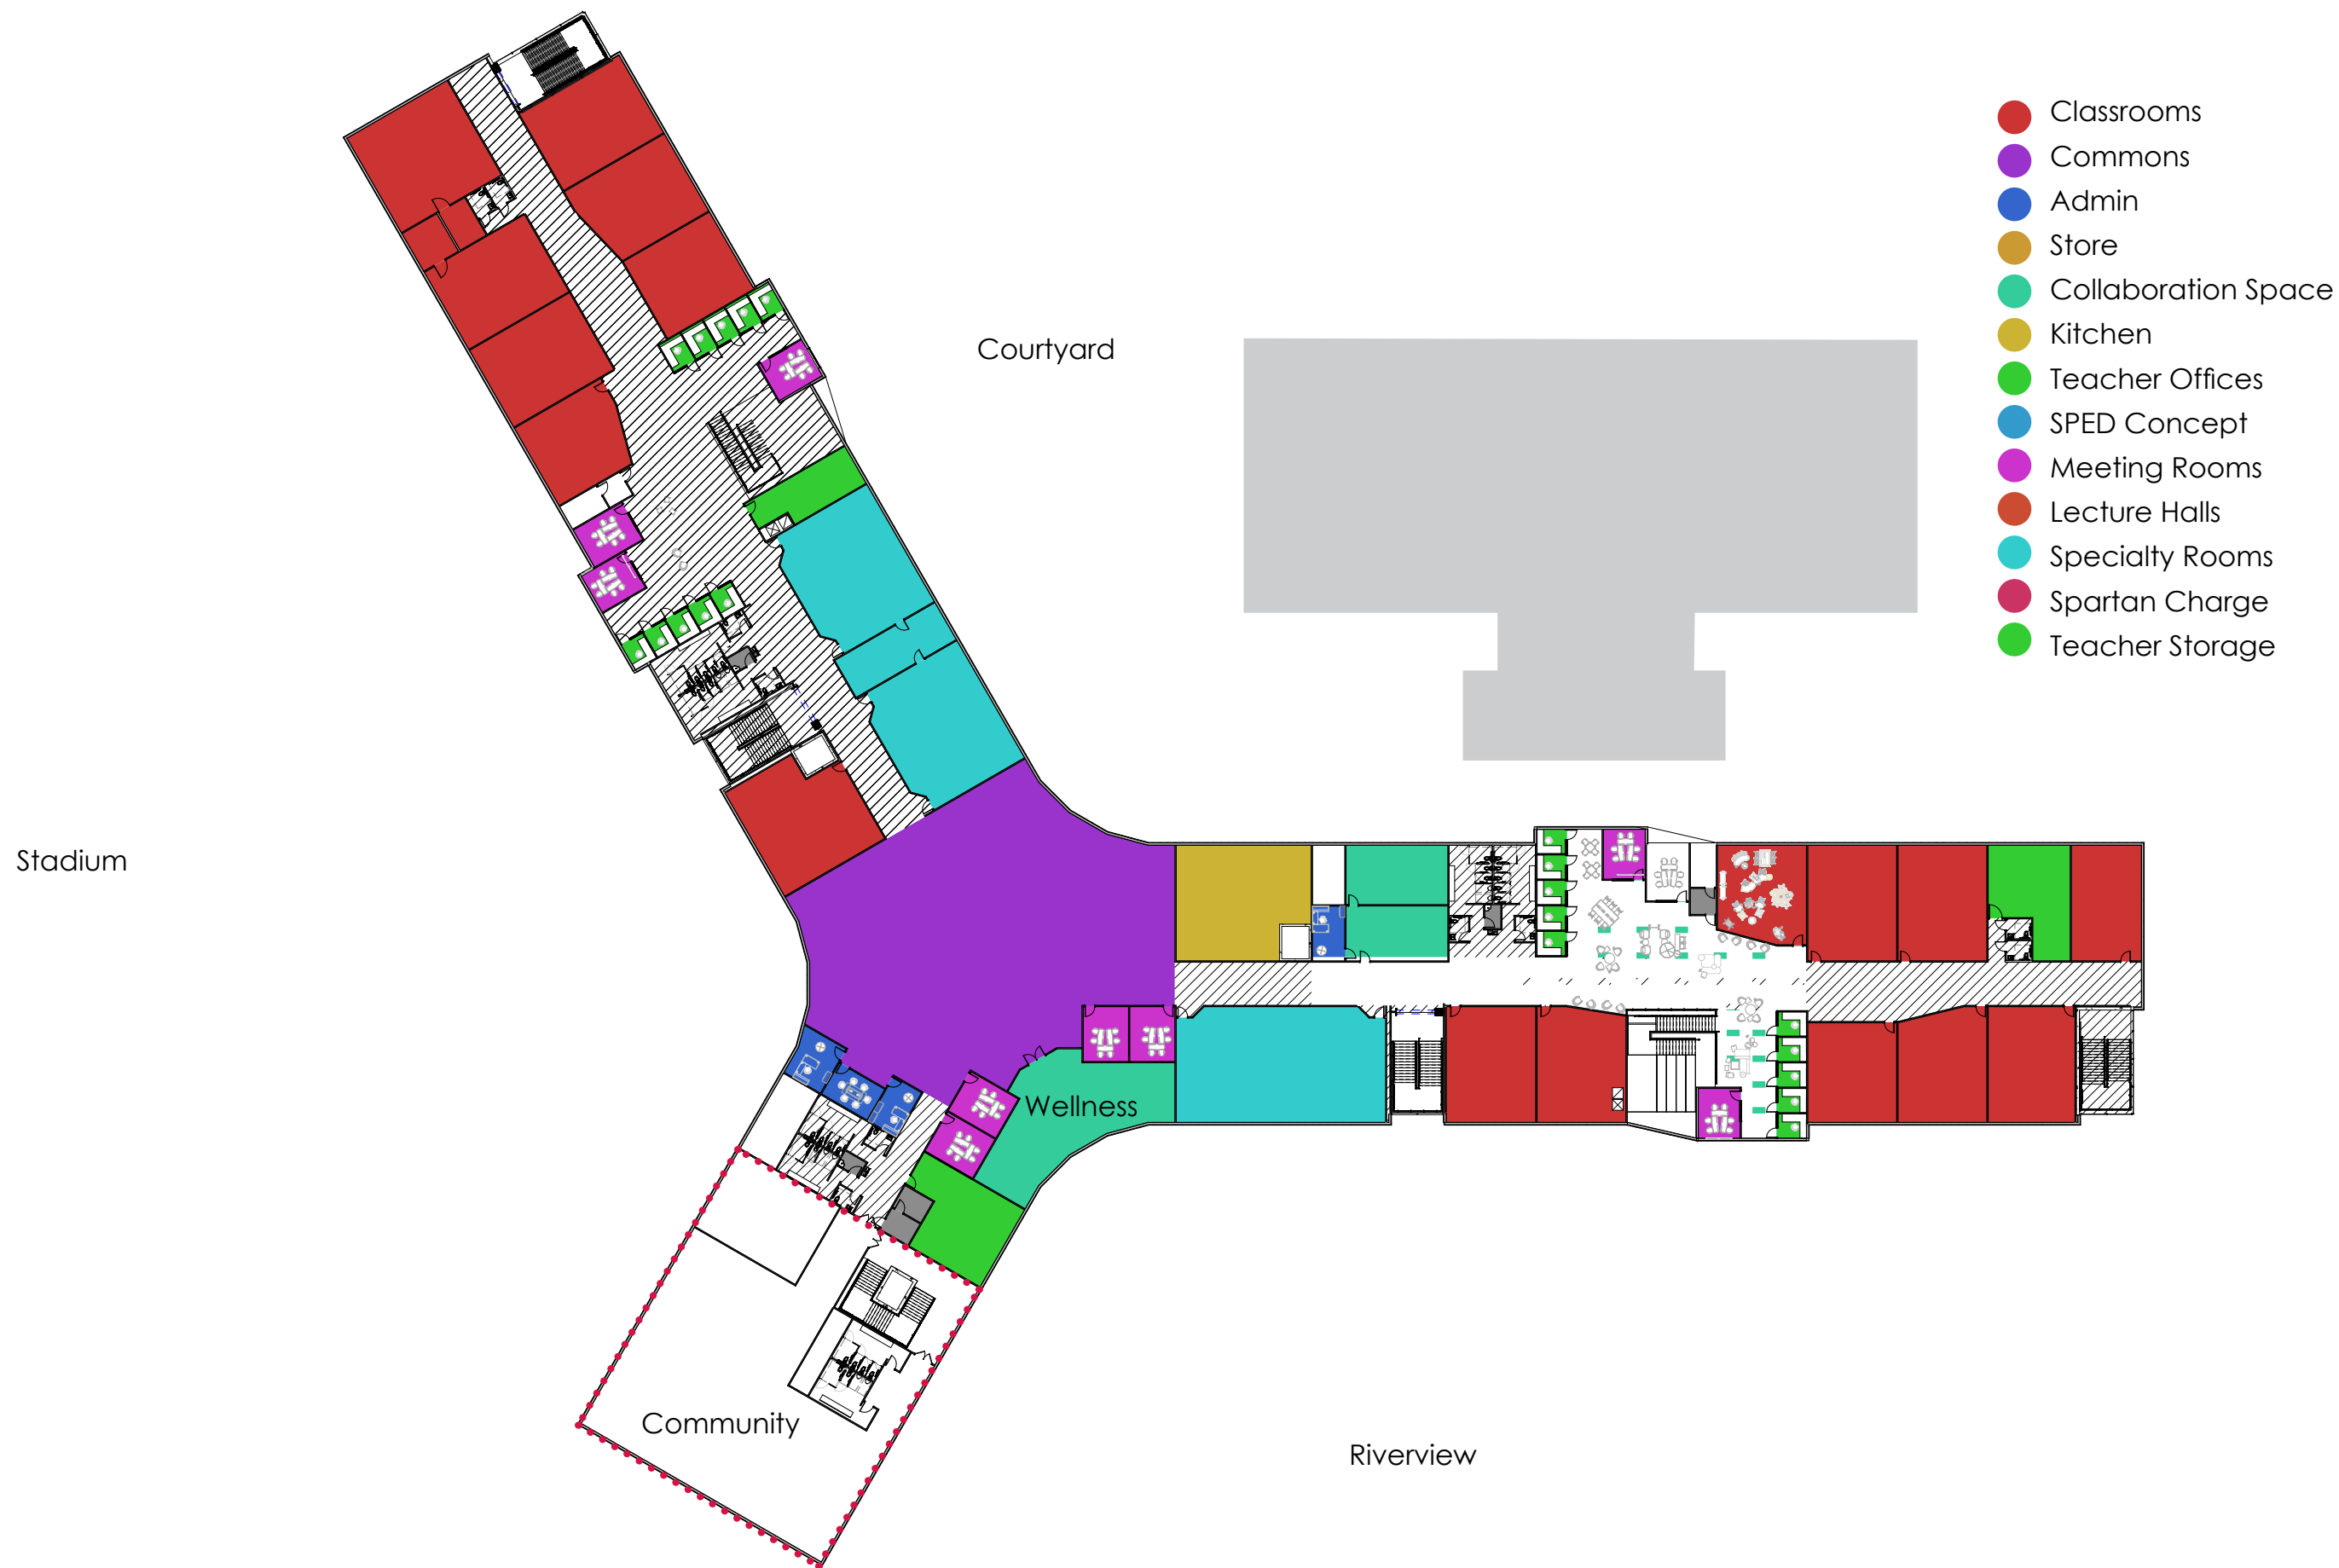 Classrooms
Commons
Admin
Store
Collaboration Space
Kitchen
Teacher Offices
SPED Concept
Meeting Rooms
Lecture Halls
Specialty Rooms
Spartan Charge
Teacher Storage
Courtyard
Stadium
Wellness
Community
Riverview